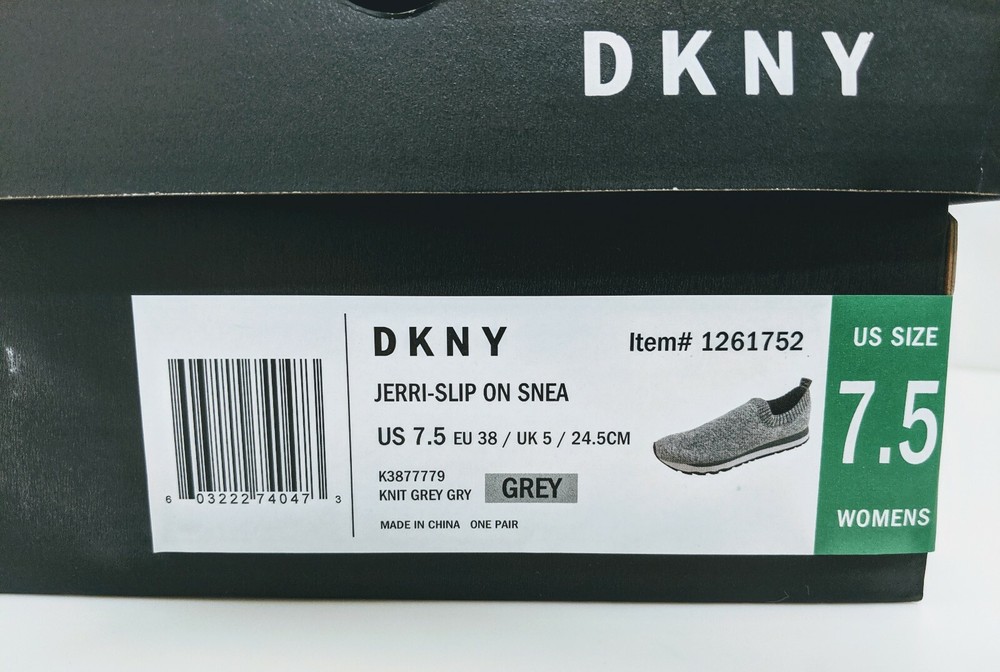 DKNY
DKNY
Item# 1261752
JERRI-SLIP ON SNEA
US 7.5 EU 38 / UK 5 / 24.5CM
K3877779
KNIT GREY GRY GREY
MADE IN CHINA ONE PAIR
6 03222 74047 3
US SIZE
7.5
WOMENS